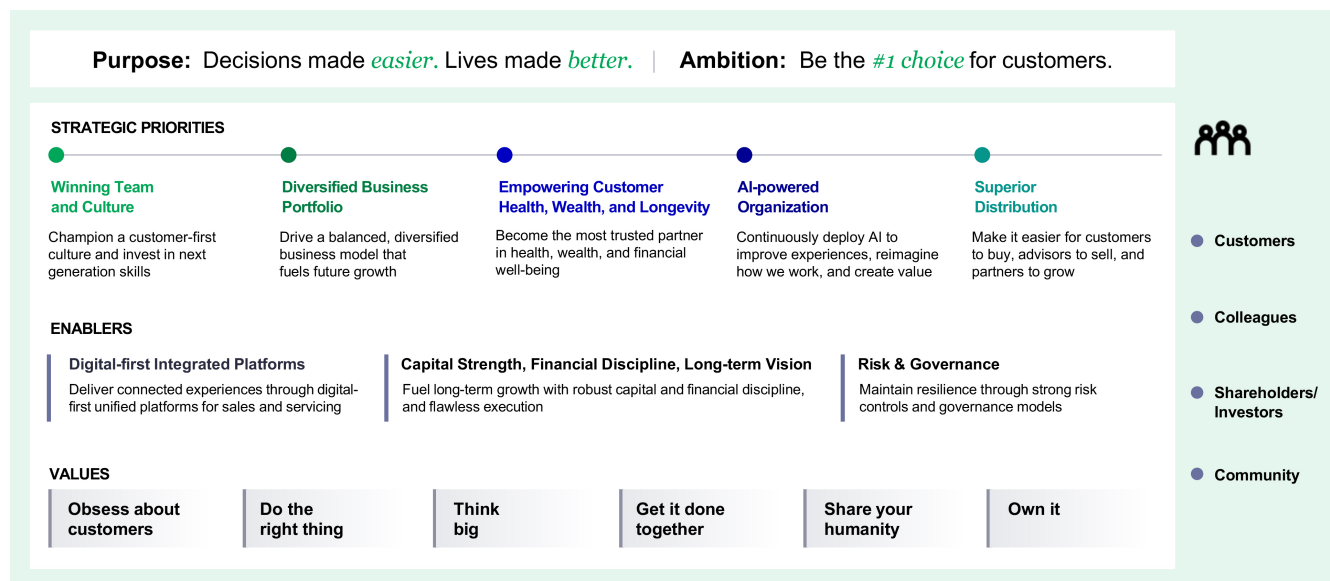 Purpose: Decisions made easier. Lives made better. | Ambition: Be the #1 choice for customers.
STRATEGIC PRIORITIES
Winning Team
and Culture
Champion a customer-first
culture and invest in next
generation skills
Diversified Business
Portfolio
Drive a balanced, diversified
business model that
fuels future growth
Empowering Customer
Health, Wealth, and Longevity
Become the most trusted partner
in health, wealth, and financial
well-being
AI-powered
Organization
Continuously deploy AI to
improve experiences, reimagine
how we work, and create value
Superior
Distribution
Make it easier for customers
to buy, advisors to sell, and
partners to grow
ENABLERS
Digital-first Integrated Platforms
Deliver connected experiences through digital-
first unified platforms for sales and servicing
Capital Strength, Financial Discipline, Long-term Vision
Fuel long-term growth with robust capital and financial discipline,
and flawless execution
Risk & Governance
Maintain resilience through strong risk
controls and governance models
VALUES
Obsess about
customers
Do the
right thing
Think
big
Get it done
together
Share your
humanity
Own it
Customers
Colleagues
Shareholders/
Investors
Community